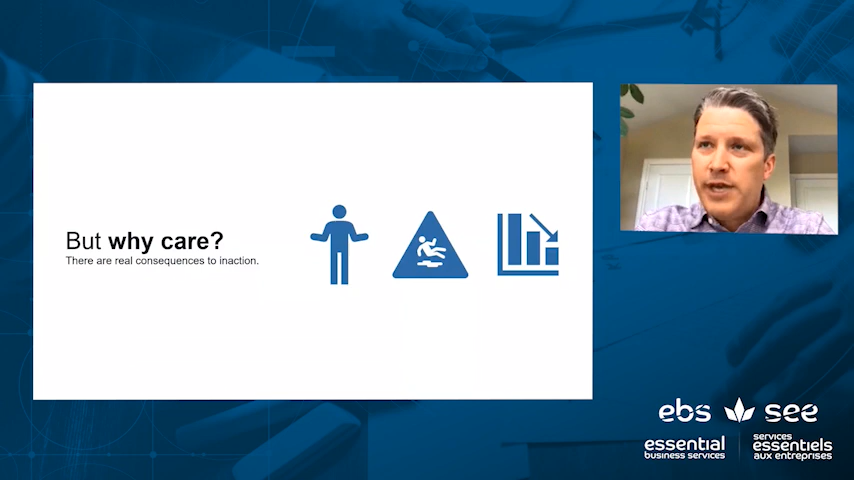 But why care?
There are real consequences to inaction.
ebs see
essential
business services
services
essentiels
aux entreprises